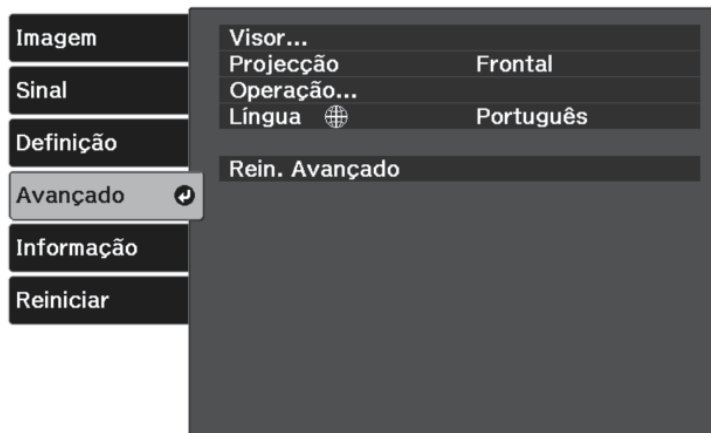 Imagem
Sinal
Definição
Avançado
Informação
Reiniciar
Visor...
Projecção Frontal
Operação...
Língua Português
Rein. Avançado